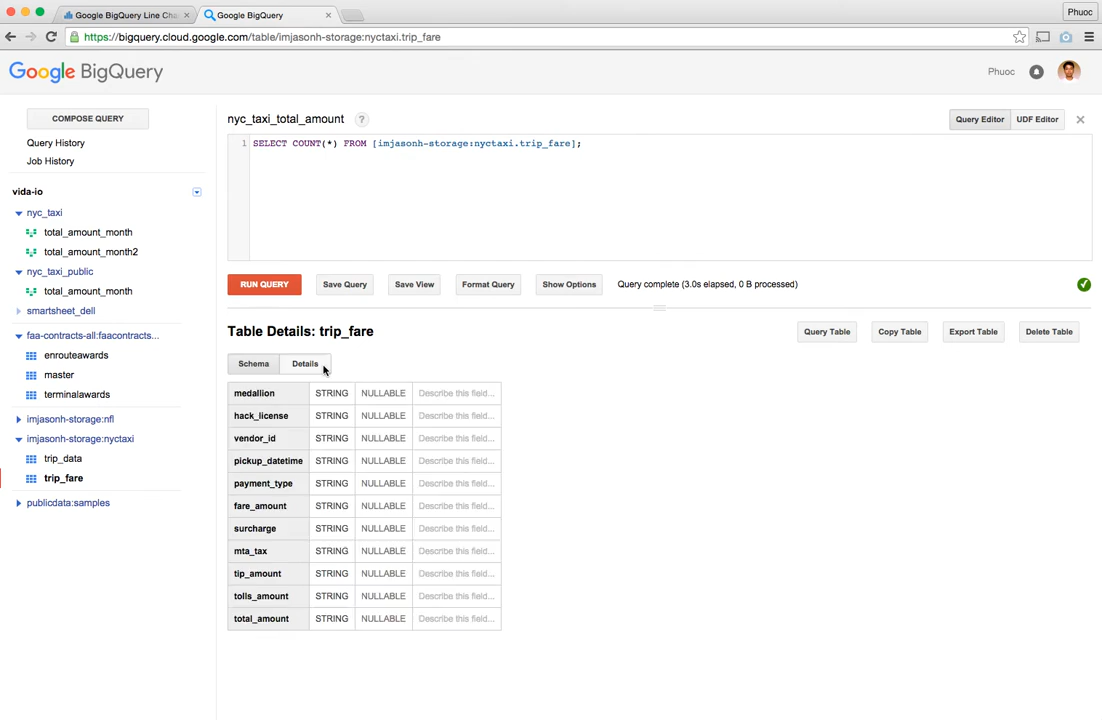 Google BigQuery Line Cha
Google BigQuery
Phuoc
https://bigquery.cloud.google.com/table/imjasonh-storage:nyctaxi.trip_fare
Google BigQuery
Phuoc
COMPOSE QUERY
Query History
Job History
vida-io
nyc_taxi
total_amount_month
total_amount_month2
nyc_taxi_public
total_amount_month
smartsheet_dell
faa-contracts-all:faacontracts...
enrouteawards
master
terminalawards
imjasonh-storage:nfl
imjasonh-storage:nyctaxi
trip_data
trip_fare
publicdata:samples
nyc_taxi_total_amount ?
Query Editor UDF Editor
1 SELECT COUNT(*) FROM [imjasonh-storage:nyctaxi.trip_fare];
RUN QUERY Save Query Save View Format Query Show Options Query complete (3.0s elapsed, 0 B processed)
Table Details: trip_fare
Query Table Copy Table Export Table Delete Table
Schema Details
medallion STRING NULLABLE Describe this field...
hack_license STRING NULLABLE Describe this field...
vendor_id STRING NULLABLE Describe this field...
pickup_datetime STRING NULLABLE Describe this field...
payment_type STRING NULLABLE Describe this field...
fare_amount STRING NULLABLE Describe this field...
surcharge STRING NULLABLE Describe this field...
mta_tax STRING NULLABLE Describe this field...
tip_amount STRING NULLABLE Describe this field...
tolls_amount STRING NULLABLE Describe this field...
total_amount STRING NULLABLE Describe this field...